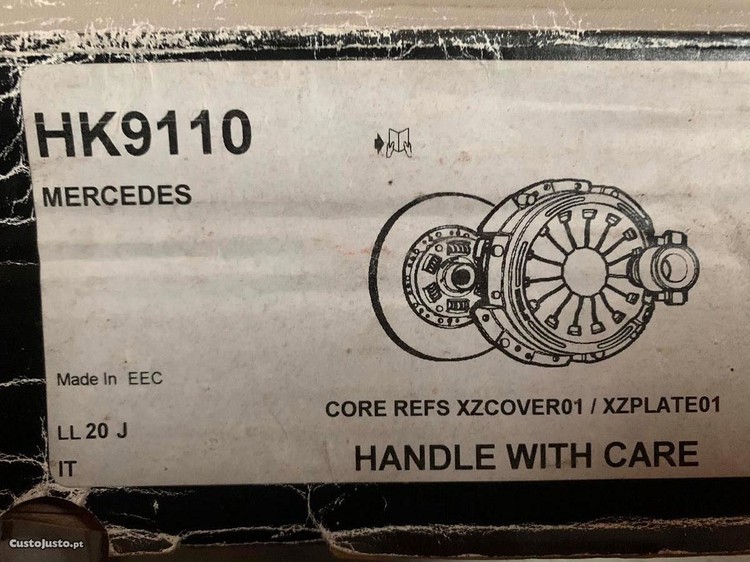 HK9110
MERCEDES
Made In EEC
CORE REFS XZCOVER01 / XZPLATE01
LL 20 J
HANDLE WITH CARE
IT
CustoJusto.pt